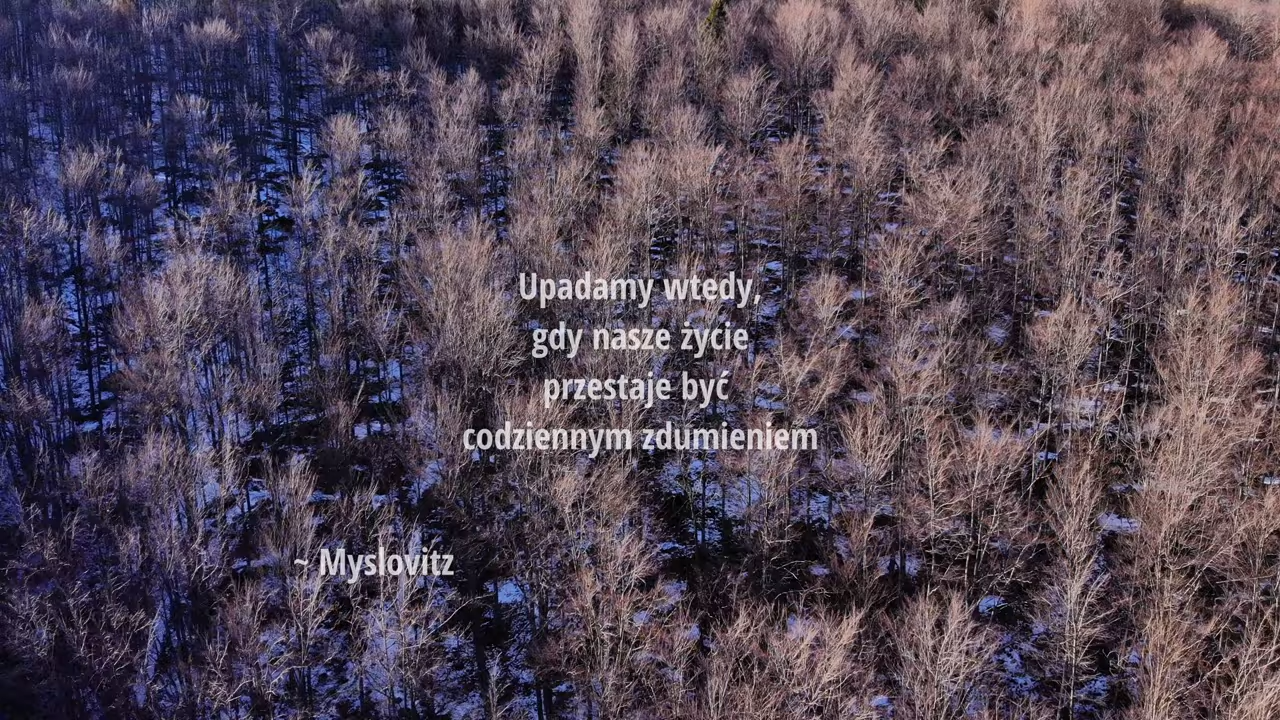 Upadamy wtedy,
gdy nasze życie
przestaje być
codziennym zdumieniem
~ Myslovitz